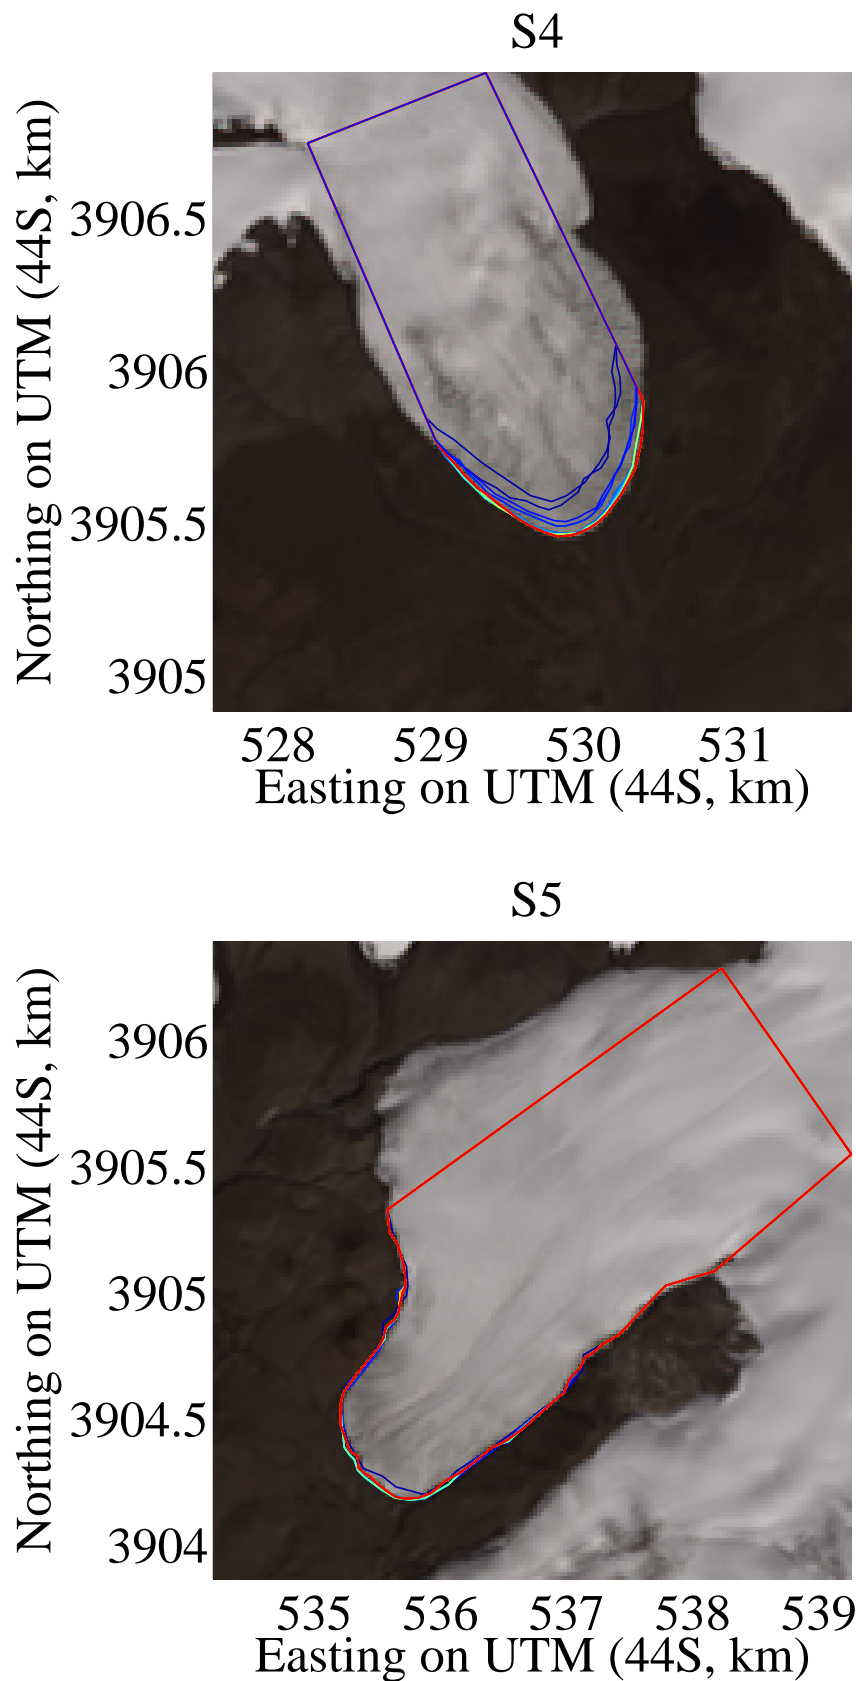 S4
Northing on UTM (44S, km)
3906.5
3906
3905.5
3905
528 529 530 531
Easting on UTM (44S, km)
S5
Northing on UTM (44S, km)
3906
3905.5
3905
3904.5
3904
535 536 537 538 539
Easting on UTM (44S, km)